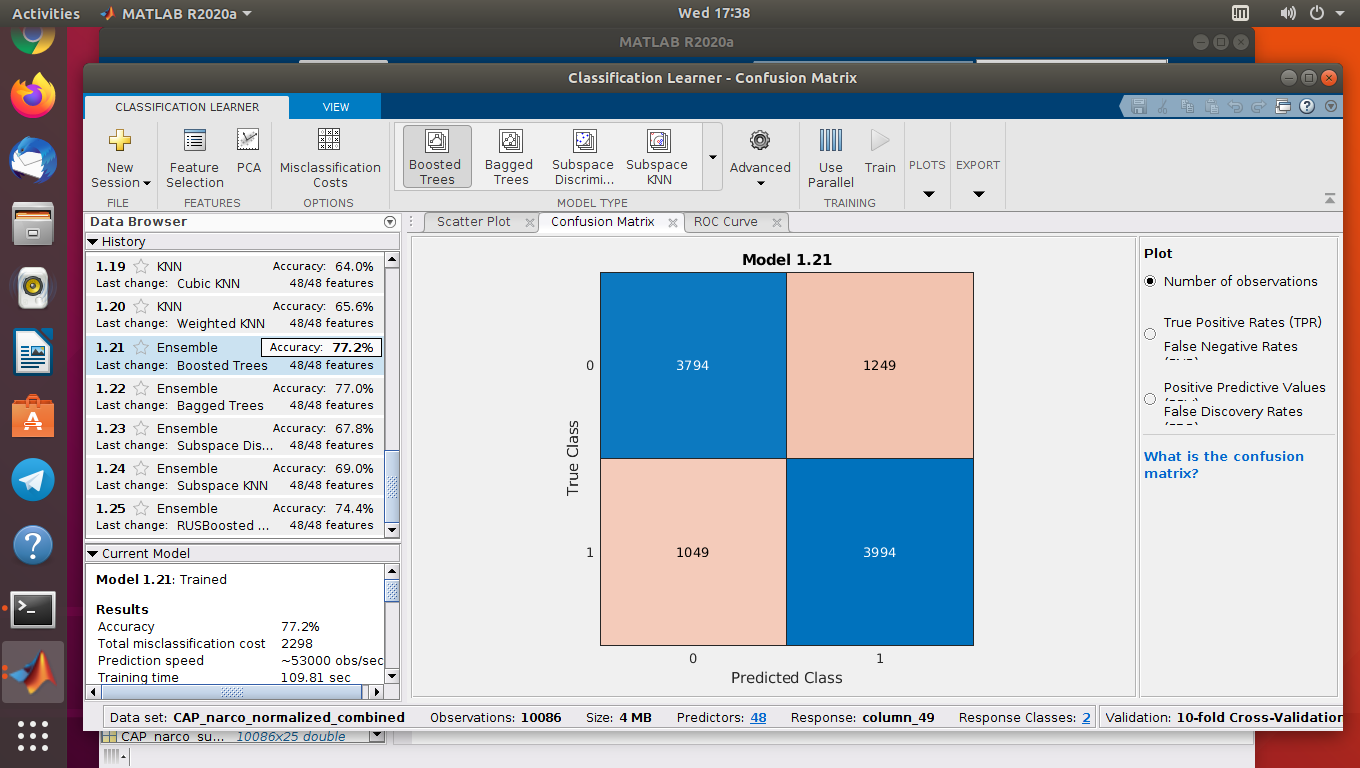 Activities MATLAB R2020a Wed 17:38
MATLAB R2020a
Classification Learner - Confusion Matrix
CLASSIFICATION LEARNER VIEW
New Session
Feature Selection
PCA
Misclassification Costs
Boosted Trees
Bagged Trees
Subspace Discrimi...
Subspace KNN
Advanced
Use Parallel
Train
PLOTS
EXPORT
FILE FEATURES OPTIONS MODEL TYPE TRAINING
Data Browser
History
1.19 KNN Accuracy: 64.0%
Last change: Cubic KNN 48/48 features
1.20 KNN Accuracy: 65.6%
Last change: Weighted KNN 48/48 features
1.21 Ensemble Accuracy: 77.2%
Last change: Boosted Trees 48/48 features
1.22 Ensemble Accuracy: 77.0%
Last change: Bagged Trees 48/48 features
1.23 Ensemble Accuracy: 67.8%
Last change: Subspace Dis... 48/48 features
1.24 Ensemble Accuracy: 69.0%
Last change: Subspace KNN 48/48 features
1.25 Ensemble Accuracy: 74.4%
Last change: RUSBoosted ... 48/48 features
Current Model
Model 1.21: Trained
Results
Accuracy 77.2%
Total misclassification cost 2298
Prediction speed ~53000 obs/sec
Training time 109.81 sec
Scatter Plot Confusion Matrix ROC Curve
Model 1.21
0 3794 1249
True Class
1 1049 3994
0 1
Predicted Class
Plot
Number of observations
True Positive Rates (TPR)
False Negative Rates
Positive Predictive Values
False Discovery Rates
What is the confusion
matrix?
Data set: CAP_narco_normalized_combined Observations: 10086 Size: 4 MB Predictors: 48 Response: column_49 Response Classes: 2 Validation: 10-fold Cross-Validation
CAP_narco_su... 10086x25 double